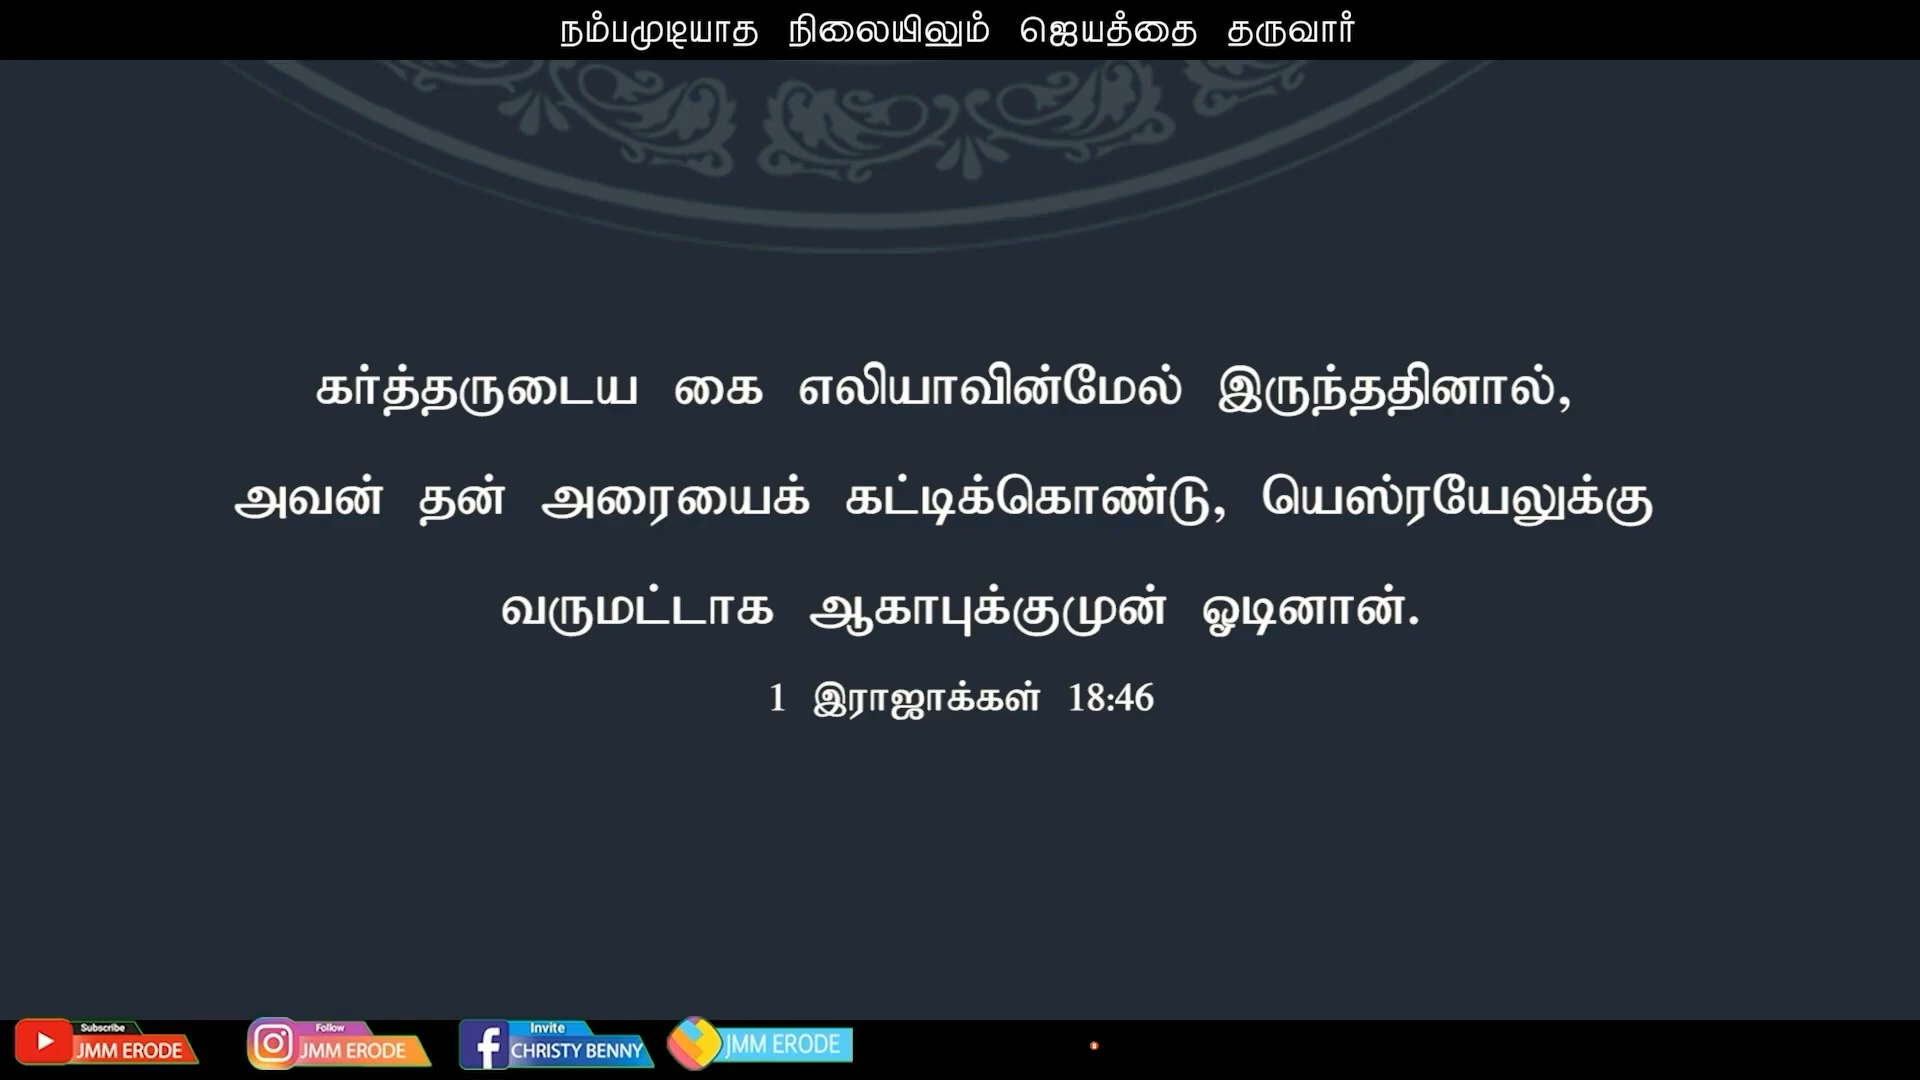 நம்பமுடியாத நிலையிலும் ஜெயத்தை தருவார்
கர்த்தருடைய கை எலியாவின்மேல் இருந்ததினால்,
அவன் தன் அரையைக் கட்டிக்கொண்டு, யெஸ்ரயேலுக்கு
வருமட்டாக ஆகாபுக்குமுன் ஓடினான்.
1 இராஜாக்கள் 18:46
Subscribe
JMM ERODE
Follow
JMM ERODE
Invite
CHRISTY BENNY
JMM ERODE